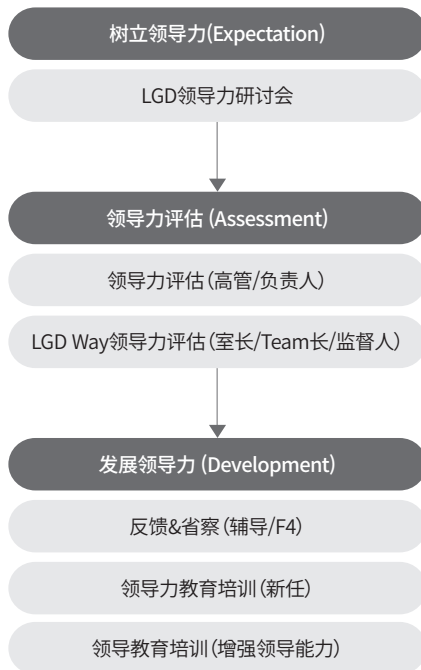 树立领导力(Expectation)
LGD领导力研讨会
领导力评估 (Assessment)
领导力评估(高管/负责人)
LGD Way领导力评估(室长/Team长/监督人)
发展领导力 (Development)
反馈&省察(辅导/F4)
领导力教育培训(新任)
领导教育培训(增强领导能力)